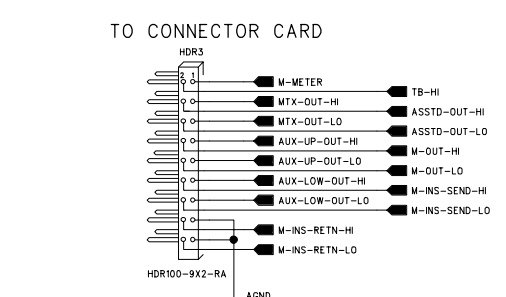 TO CONNECTOR CARD
HDR3
2 1
M-METER
TB-HI
MTX-OUT-HI
ASSTD-OUT-HI
MTX-OUT-LO
ASSTD-OUT-LO
AUX-UP-OUT-HI
M-OUT-HI
AUX-UP-OUT-LO
M-OUT-LO
AUX-LOW-OUT-HI
M-INS-SEND-HI
AUX-LOW-OUT-LO
M-INS-SEND-LO
M-INS-RETN-HI
M-INS-RETN-LO
HDR100-9X2-RA
AGND